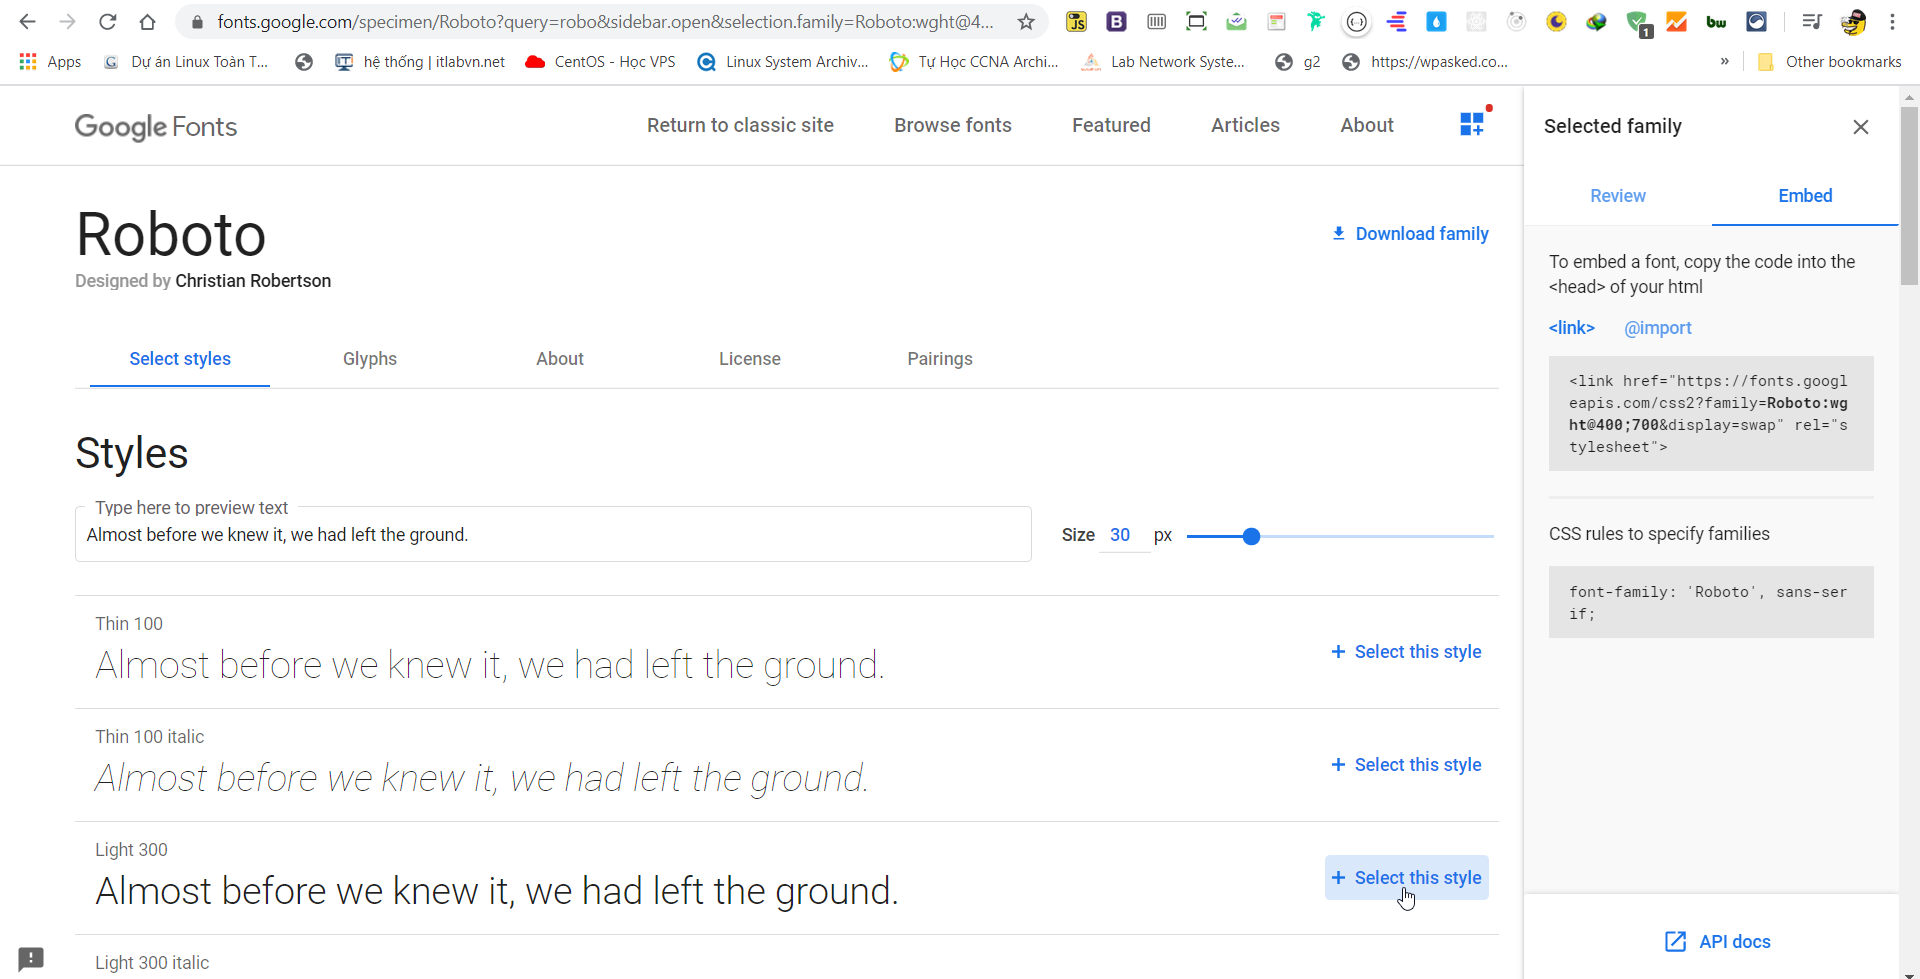 fonts.google.com/specimen/Roboto?query=robo&sidebar.open&selection.family=Roboto:wght@4...
Apps
Dự án Linux Toàn T...
hệ thống | itlabvn.net
CentOS - Học VPS
Linux System Archiv...
Tự Học CCNA Archi...
Lab Network Syste...
g2
https://wpasked.co...
»
Other bookmarks
Google Fonts
Return to classic site
Browse fonts
Featured
Articles
About
Selected family
Roboto
Designed by Christian Robertson
Download family
Review
Embed
To embed a font, copy the code into the
<head> of your html
<link>
@import
<link href="https://fonts.googl
eapis.com/css2?family=Roboto:wg
ht@400;700&display=swap" rel="s
tylesheet">
Select styles
Glyphs
About
License
Pairings
Styles
Type here to preview text
Almost before we knew it, we had left the ground.
Size 30 px
CSS rules to specify families
font-family: 'Roboto', sans-ser
if;
Thin 100
Almost before we knew it, we had left the ground.
+ Select this style
Thin 100 italic
Almost before we knew it, we had left the ground.
+ Select this style
Light 300
Almost before we knew it, we had left the ground.
+ Select this style
Light 300 italic
API docs